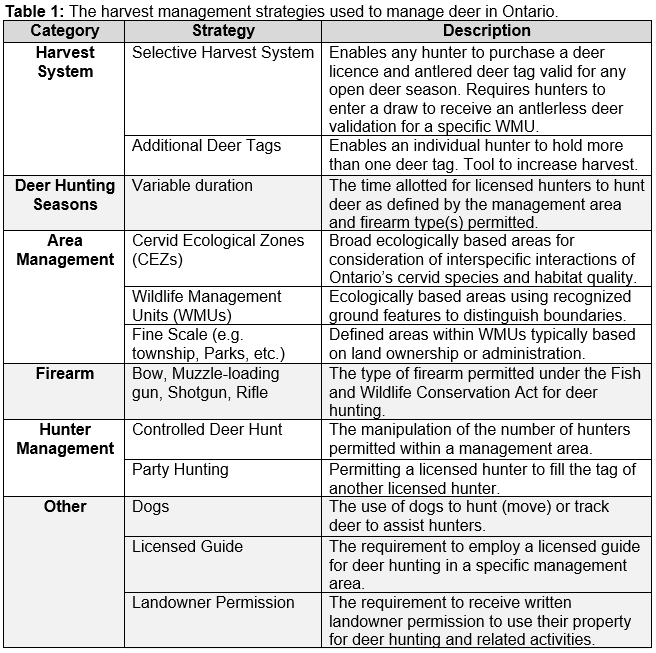 Table 1: The harvest management strategies used to manage deer in Ontario.
Category Strategy Description
Harvest System
Selective Harvest System
Enables any hunter to purchase a deer
licence and antlered deer tag valid for any
open deer season. Requires hunters to
enter a draw to receive an antlerless deer
validation for a specific WMU.
Additional Deer Tags
Enables an individual hunter to hold more
than one deer tag. Tool to increase harvest.
Deer Hunting
Seasons
Variable duration
The time allotted for licensed hunters to hunt
deer as defined by the management area
and firearm type(s) permitted.
Area
Management
Cervid Ecological Zones
(CEZs)
Broad ecologically based areas for
consideration of interspecific interactions of
Ontario's cervid species and habitat quality.
Wildlife Management
Units (WMUs)
Ecologically based areas using recognized
ground features to distinguish boundaries.
Fine Scale (e.g.
township, Parks, etc.)
Defined areas within WMUs typically based
on land ownership or administration.
Firearm
Bow, Muzzle-loading
gun, Shotgun, Rifle
The type of firearm permitted under the Fish
and Wildlife Conservation Act for deer
hunting.
Hunter
Management
Controlled Deer Hunt
The manipulation of the number of hunters
permitted within a management area.
Party Hunting
Permitting a licensed hunter to fill the tag of
another licensed hunter.
Other
Dogs
The use of dogs to hunt (move) or track
deer to assist hunters.
Licensed Guide
The requirement to employ a licensed guide
for deer hunting in a specific management
area.
Landowner Permission
The requirement to receive written
landowner permission to use their property
for deer hunting and related activities.